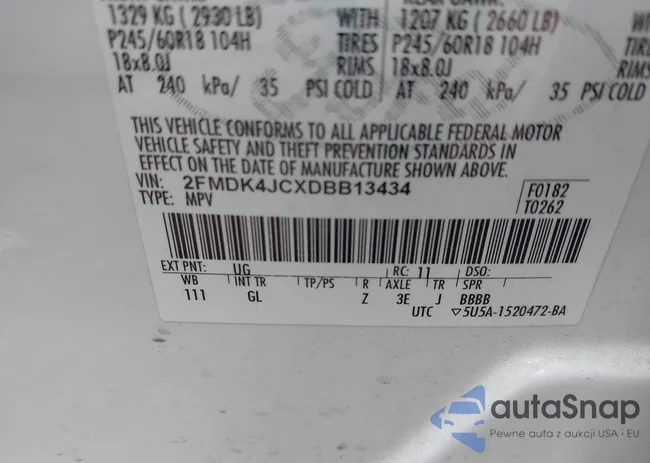 1329 KG ( 2930 LB) WITH 1207 KG ( 2660 LB) WI
P245/60R18 104H TIRES P245/60R18 104H TIRE
18x8.0J RIMS 18x8.0J RIMS
AT 240 kPa/ 35 PSI COLD AT 240 kPa/ 35 PSI COLD
THIS VEHICLE CONFORMS TO ALL APPLICABLE FEDERAL MOTOR
VEHICLE SAFETY AND THEFT PREVENTION STANDARDS IN
EFFECT ON THE DATE OF MANUFACTURE SHOWN ABOVE.
VIN: 2FMDK4JCXDBB13434 F0182
TYPE: MPV T0262
EXT PNT: UG RC: 11 DSO:
WB INT TR TP/PS R AXLE TR SPR
111 GL Z 3E J BBBB
UTC ▽5U5A-1520472-BA
autaSnap
Pewne auta z aukcji USA i EU